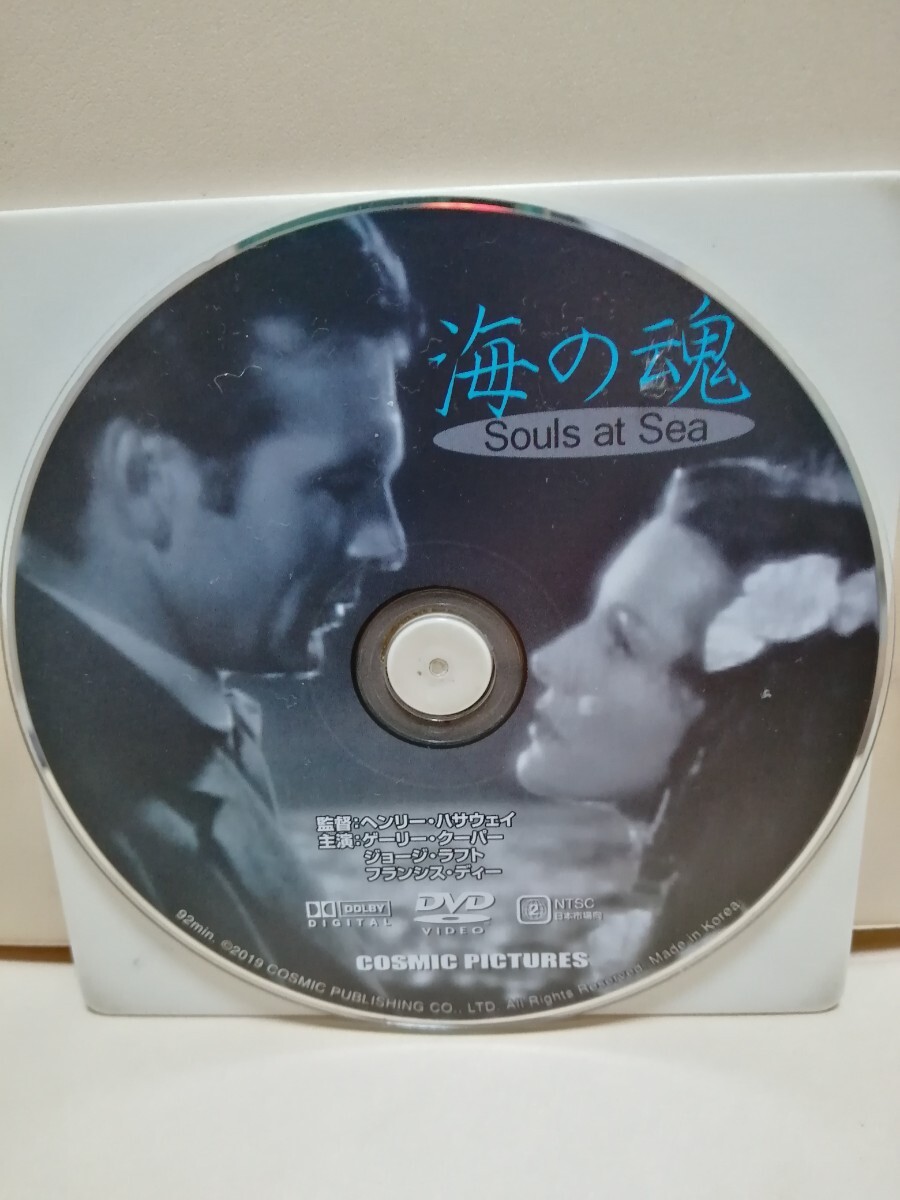 海の魂
Souls at Sea
監督:ヘンリー・ハサウェイ
主演:ゲーリー・クーパー
ジョージ・ラフト
フランシス・ディー
DOLBY
DIGITAL
DVD
VIDEO
2
NTSC
日本市場向
COSMIC PICTURES
92min. ©2019 COSMIC PUBLISHING CO., LTD. All Rights Reserved. Made in Korea.